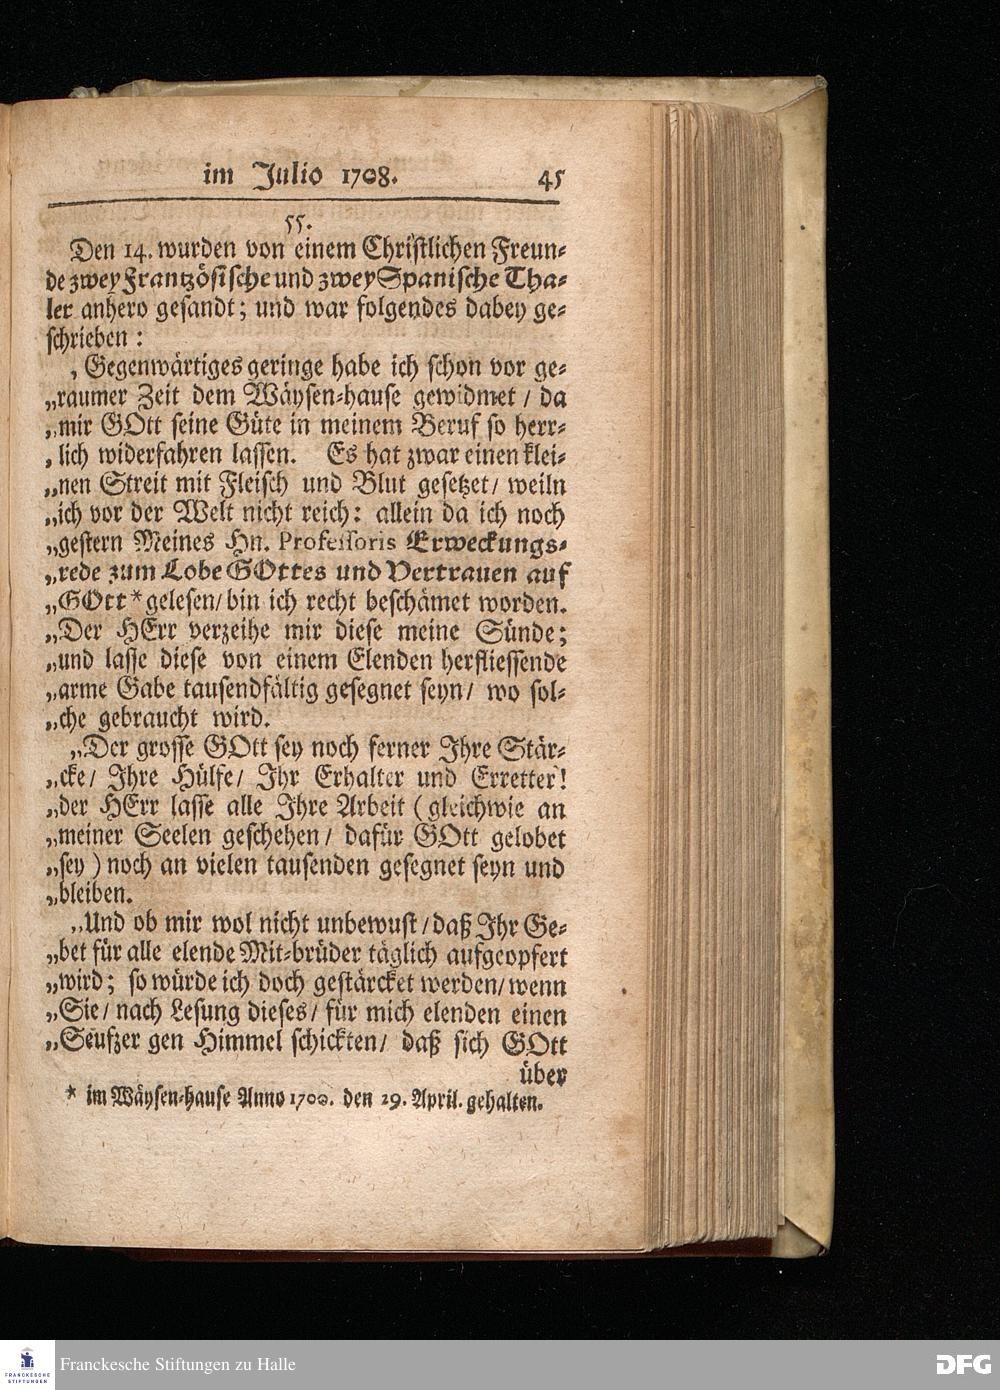 im Julio 1708. 45
55.
Den 14. wurden von einem Christlichen Freun-
de zwey Frantzösische und zwey Spanische Tha-
ler anhero gesandt; und war folgendes dabey ge-
schrieben:
„Gegenwärtiges geringe habe ich schon vor ge-
„raumer Zeit dem Wäysen-hause gewidmet / da
„mir GOtt seine Güte in meinem Beruf so herr-
„lich widerfahren lassen. Es hat zwar einen klei-
„nen Streit mit Fleisch und Blut gesetzet / weiln
„ich vor der Welt nicht reich: allein da ich noch
„gestern Meines Hn. Professoris Erweckungs-
„rede zum Lobe GOttes und Vertrauen auf
„GOtt * gelesen / bin ich recht beschämet worden.
„Der HErr verzeihe mir diese meine Sünde;
„und lasse diese von einem Elenden herfliessende
„arme Gabe tausendfältig gesegnet seyn / wo sol-
„che gebraucht wird.
„Der grosse GOtt sey noch ferner Ihre Stär-
„cke / Ihre Hülfe / Ihr Erhalter und Erretter!
„der HErr lasse alle Ihre Arbeit (gleichwie an
„meiner Seelen geschehen / dafür GOtt gelobet
„sey) noch an vielen tausenden gesegnet seyn und
„bleiben.
„Und ob mir wol nicht unbewust / daß Ihr Ge-
„bet für alle elende Mit-brüder täglich aufgeopfert
„wird; so würde ich doch gestärcket werden / wenn
„Sie / nach Lesung dieses / für mich elenden einen
„Seufzer gen Himmel schickten / daß sich GOtt
über
* im Wäysen-hause Anno den 29. April. gehalten.
FRANCKESCHE
STIFTUNGEN
Franckesche Stiftungen zu Halle
DFG